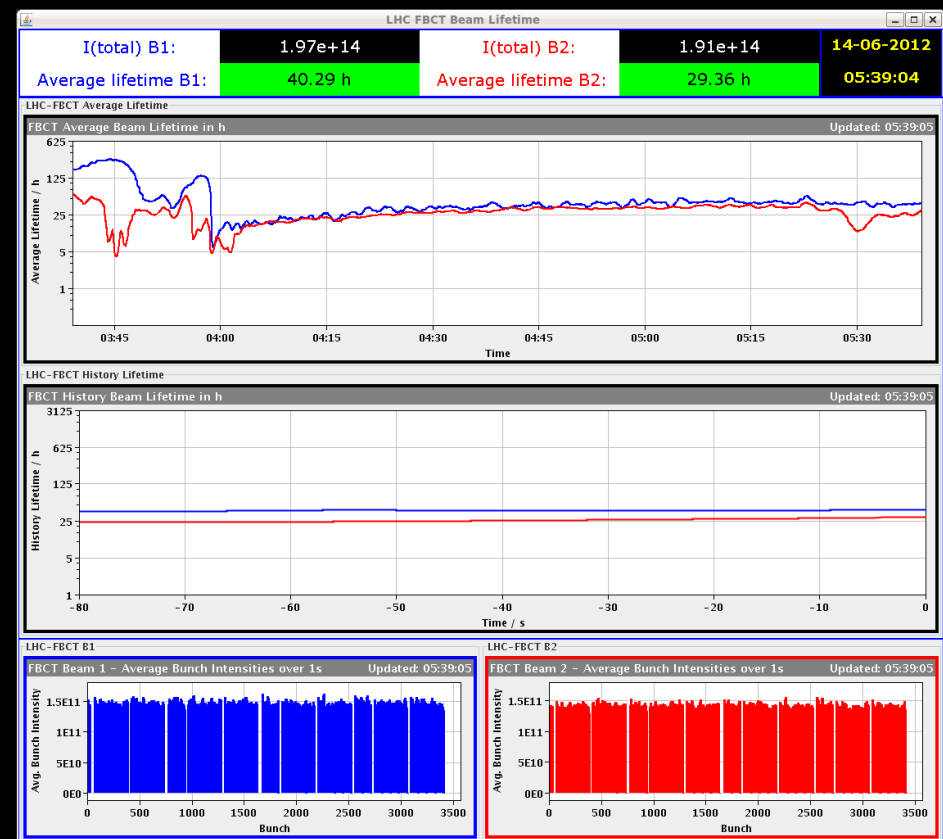 LHC FBCT Beam Lifetime
I(total) B1: 1.97e+14 I(total) B2: 1.91e+14 14-06-2012
Average lifetime B1: 40.29 h Average lifetime B2: 29.36 h 05:39:04
LHC-FBCT Average Lifetime
FBCT Average Beam Lifetime in h Updated: 05:39:05
Average Lifetime / h
625
125
25
5
1
03:45 04:00 04:15 04:30 04:45 05:00 05:15 05:30
Time
LHC-FBCT History Lifetime
FBCT History Beam Lifetime in h Updated: 05:39:05
History Lifetime / h
3125
625
125
25
5
1
-80 -70 -60 -50 -40 -30 -20 -10 0
Time / s
LHC-FBCT B1
FBCT Beam 1 - Average Bunch Intensities over 1s Updated: 05:39:05
Avg. Bunch Intensity
1.5E11
1E11
5E10
0E0
0 500 1000 1500 2000 2500 3000 3500
Bunch
LHC-FBCT B2
FBCT Beam 2 - Average Bunch Intensities over 1s Updated: 05:39:05
Avg. Bunch Intensity
1.5E11
1E11
5E10
0E0
0 500 1000 1500 2000 2500 3000 3500
Bunch